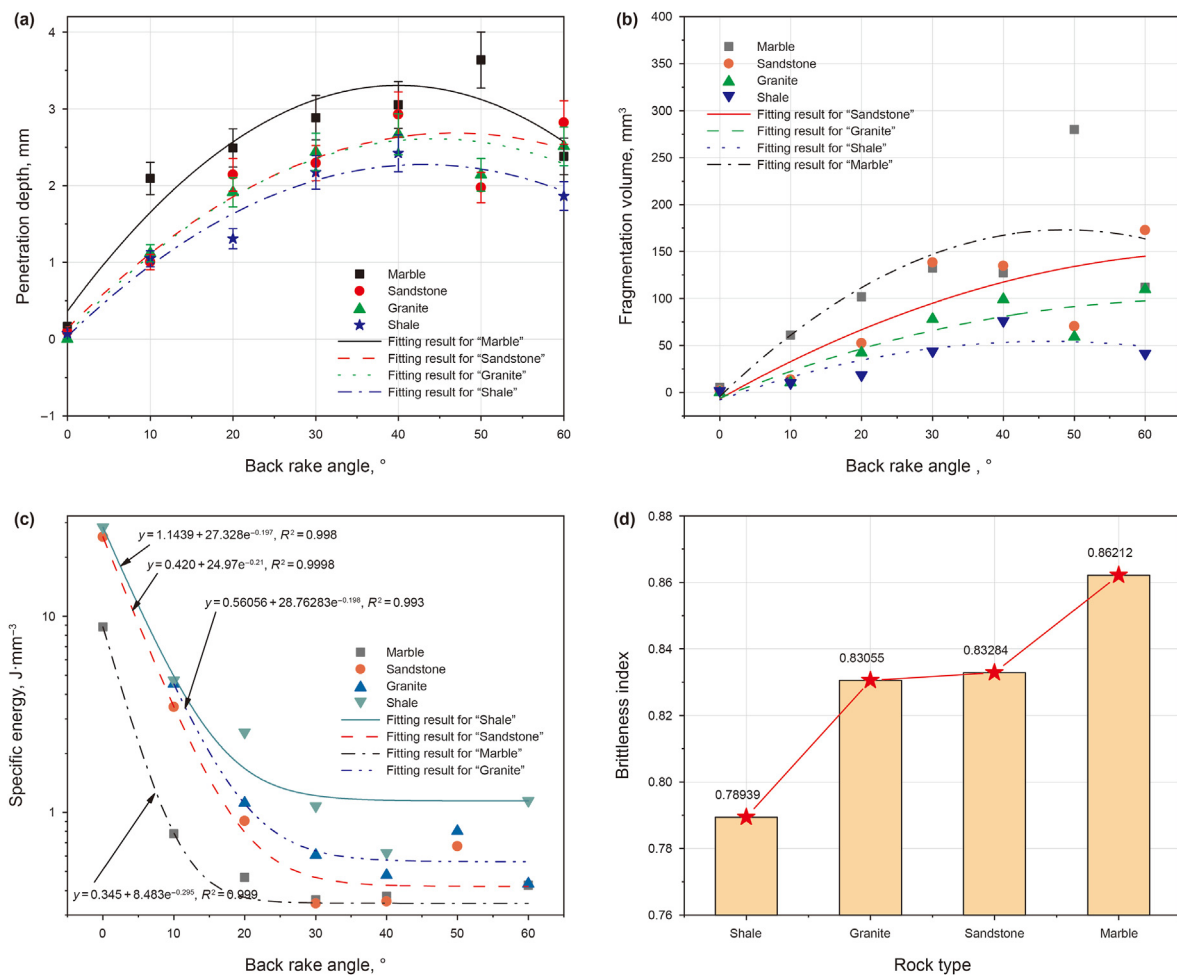 (a)
4
3
2
1
0
−1
Penetration depth, mm
Marble
Sandstone
Granite
Shale
Fitting result for “Marble”
Fitting result for “Sandstone”
Fitting result for “Granite”
Fitting result for “Shale”
0 10 20 30 40 50 60
Back rake angle, °
(b)
400
350
300
250
200
150
100
50
0
Fragmentation volume, mm³
Marble
Sandstone
Granite
Shale
Fitting result for “Sandstone”
Fitting result for “Granite”
Fitting result for “Shale”
Fitting result for “Marble”
0 10 20 30 40 50 60
Back rake angle , °
(c)
10
1
Specific energy, J·mm⁻³
y = 1.1439 + 27.328e⁻⁰·¹⁹⁷, R² = 0.998
y = 0.420 + 24.97e⁻⁰·²¹, R² = 0.9998
y = 0.56056 + 28.76283e⁻⁰·¹⁹⁸, R² = 0.993
Marble
Sandstone
Granite
Shale
Fitting result for “Shale”
Fitting result for “Sandstone”
Fitting result for “Marble”
Fitting result for “Granite”
y = 0.345 + 8.483e⁻⁰·²⁹⁵, R² = 0.999
0 10 20 30 40 50 60
Back rake angle, °
(d)
0.88
0.86
0.84
0.82
0.80
0.78
0.76
Brittleness index
0.78939
0.83055
0.83284
0.86212
Shale Granite Sandstone Marble
Rock type